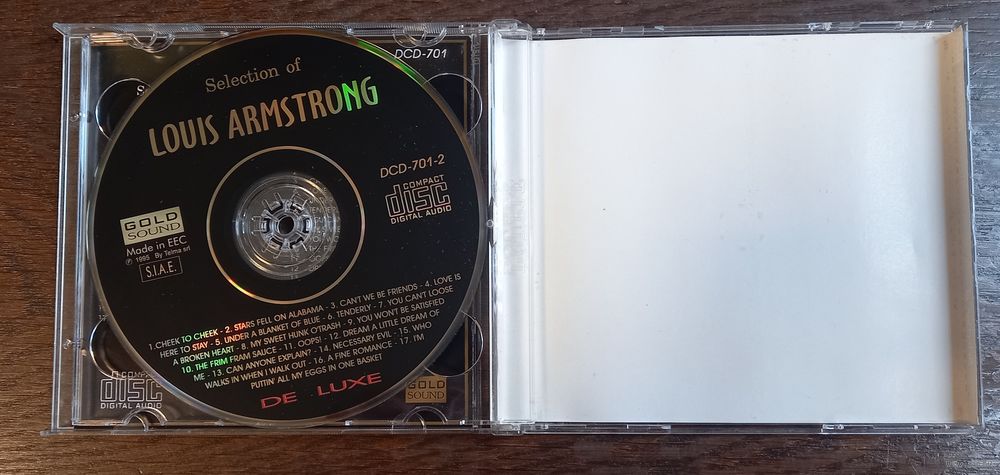 DCD-701
Selection of
LOUIS ARMSTRONG
DCD-701-2
COMPACT
disc
DIGITAL AUDIO
GOLD
SOUND
Made in EEC
℗ 1995 By Telma srl
S.I.A.E.
1.CHEEK TO CHEEK - 2. STARS FELL ON ALABAMA - 3. CAN'T WE BE FRIENDS - 4. LOVE IS
HERE TO STAY - 5. UNDER A BLANKET OF BLUE - 6. TENDERLY - 7. YOU CAN'T LOSE
A BROKEN HEART - 8. MY SWEET HUNK O'TRASH - 9. YOU WON'T BE SATISFIED
10. THE FRIM FRAM SAUCE - 11. OOPS! - 12. DREAM A LITTLE DREAM OF
ME - 13. CAN ANYONE EXPLAIN? - 14. NECESSARY EVIL - 15. WHO
WALKS IN WHEN I WALK OUT - 16. A FINE ROMANCE - 17. I'M
PUTTIN' ALL MY EGGS IN ONE BASKET
DE LUXE
COMPACT
disc
DIGITAL AUDIO
GOLD
SOUND